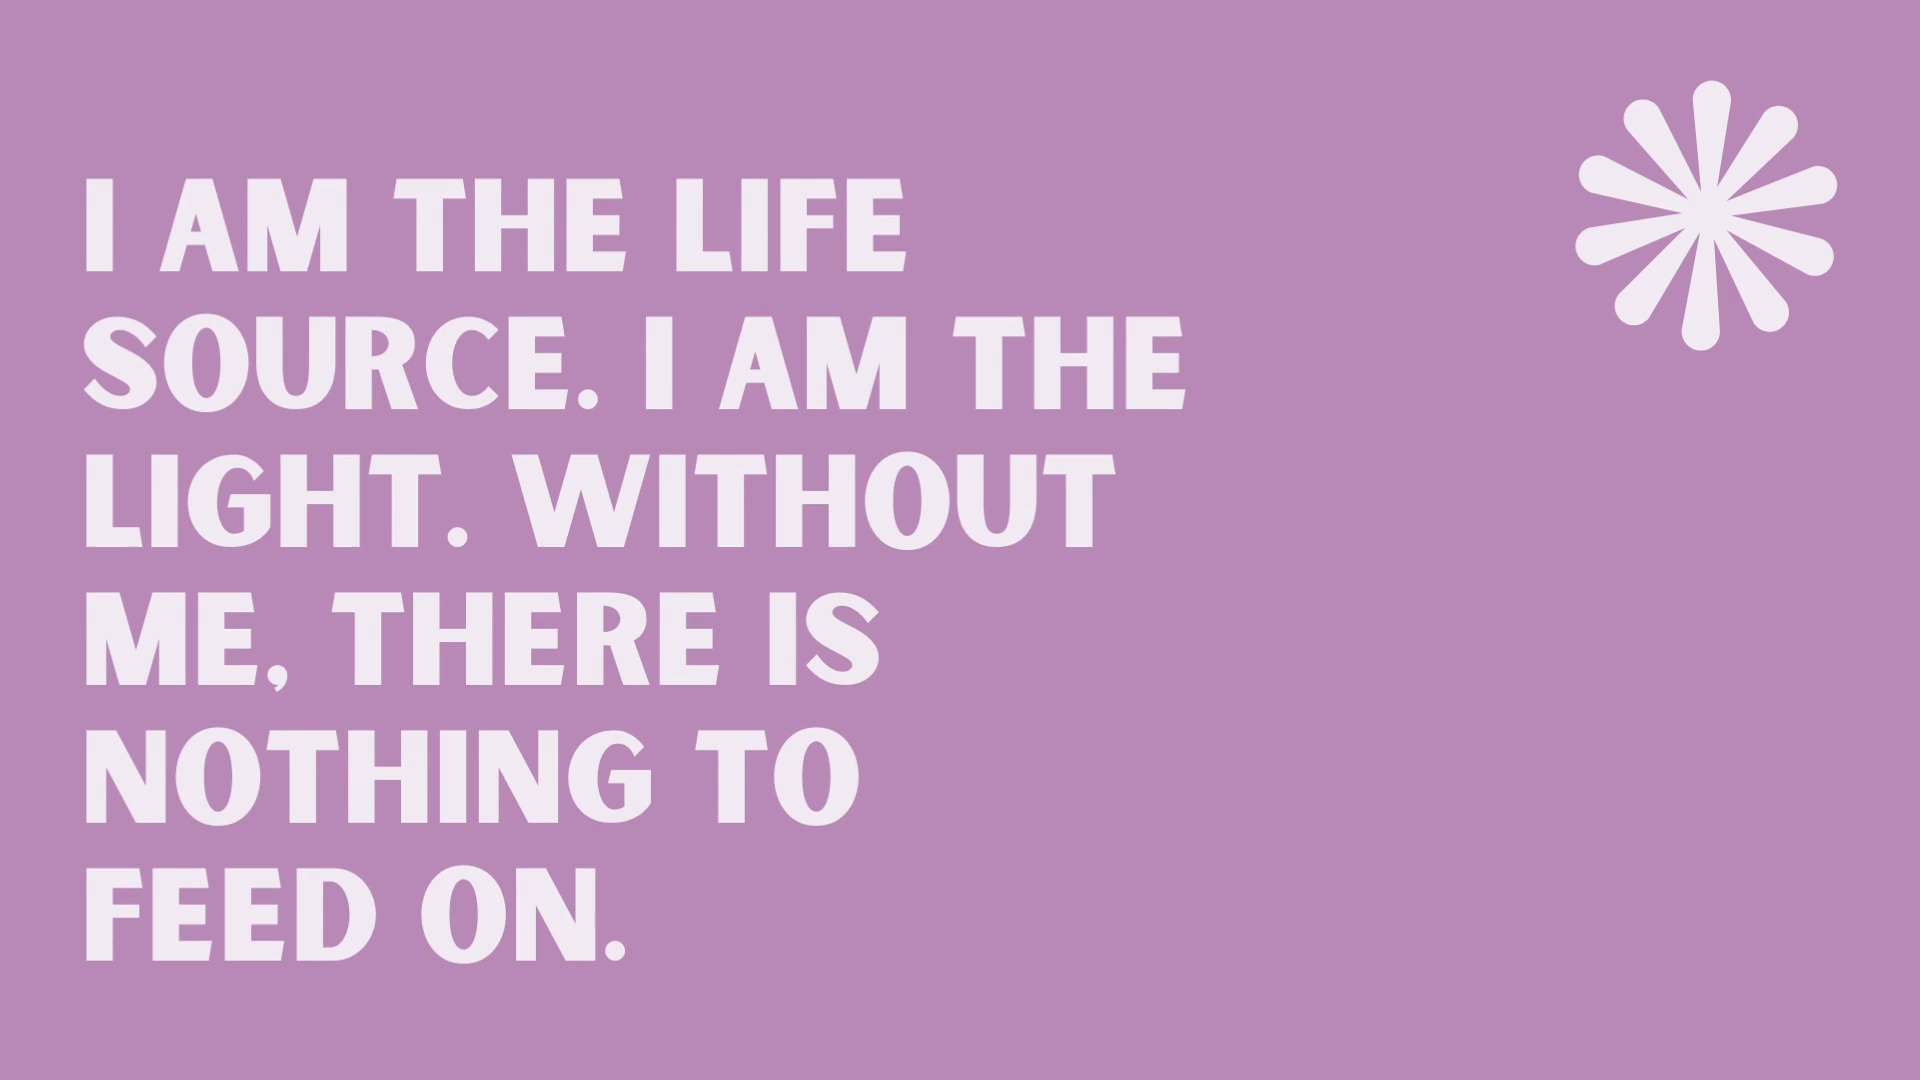 I AM THE LIFE
SOURCE. I AM THE
LIGHT. WITHOUT
ME, THERE IS
NOTHING TO
FEED ON.